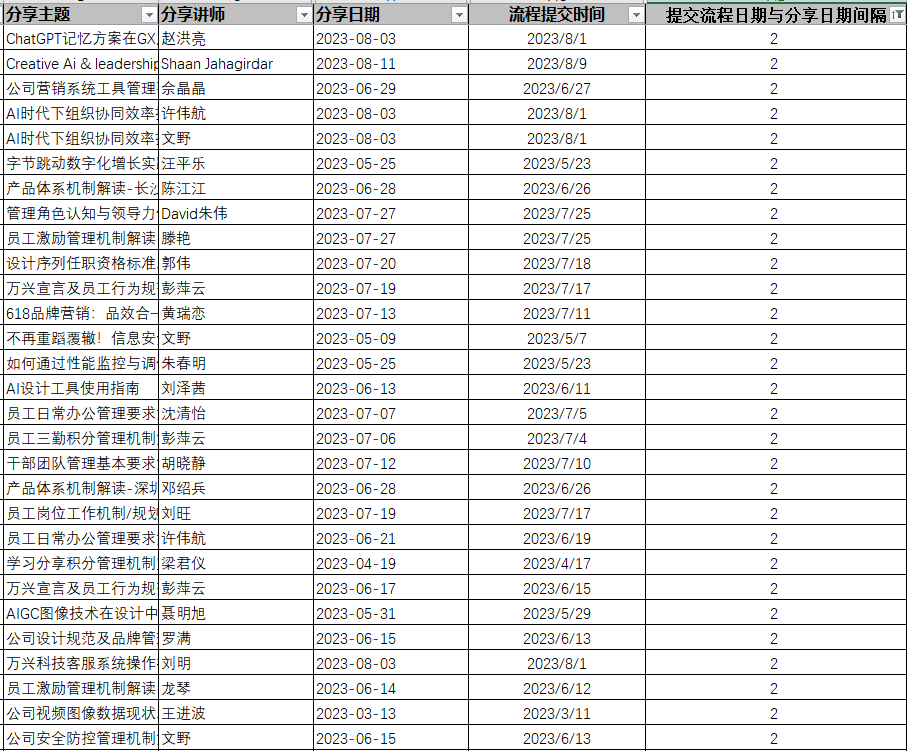 分享主题 分享讲师 分享日期 流程提交时间 提交流程日期与分享日期间隔
ChatGPT记忆方案在GX 赵洪亮 2023-08-03 2023/8/1 2
Creative Ai & leadership Shaan Jahagirdar 2023-08-11 2023/8/9 2
公司营销系统工具管理 佘晶晶 2023-06-29 2023/6/27 2
AI时代下组织协同效率 许伟航 2023-08-03 2023/8/1 2
AI时代下组织协同效率 文野 2023-08-03 2023/8/1 2
字节跳动数字化增长实 汪平乐 2023-05-25 2023/5/23 2
产品体系机制解读-长沙 陈江江 2023-06-28 2023/6/26 2
管理角色认知与领导力 David朱伟 2023-07-27 2023/7/25 2
员工激励管理机制解读 滕艳 2023-07-27 2023/7/25 2
设计序列任职资格标准 郭伟 2023-07-20 2023/7/18 2
万兴宣言及员工行为规 彭萍云 2023-07-19 2023/7/17 2
618品牌营销：品效合一 黄瑞恋 2023-07-13 2023/7/11 2
不再重蹈覆辙！信息安 文野 2023-05-09 2023/5/7 2
如何通过性能监控与调 朱春明 2023-05-25 2023/5/23 2
AI设计工具使用指南 刘泽茜 2023-06-13 2023/6/11 2
员工日常办公管理要求 沈清怡 2023-07-07 2023/7/5 2
员工三勤积分管理机制 彭萍云 2023-07-06 2023/7/4 2
干部团队管理基本要求 胡晓静 2023-07-12 2023/7/10 2
产品体系机制解读-深圳 邓绍兵 2023-06-28 2023/6/26 2
员工岗位工作机制/规划 刘旺 2023-07-19 2023/7/17 2
员工日常办公管理要求 许伟航 2023-06-21 2023/6/19 2
学习分享积分管理机制 梁君仪 2023-04-19 2023/4/17 2
万兴宣言及员工行为规 彭萍云 2023-06-17 2023/6/15 2
AIGC图像技术在设计中 聂明旭 2023-05-31 2023/5/29 2
公司设计规范及品牌管 罗满 2023-06-15 2023/6/13 2
万兴科技客服系统操作 刘明 2023-08-03 2023/8/1 2
员工激励管理机制解读 龙琴 2023-06-14 2023/6/12 2
公司视频图像数据现状 王进波 2023-03-13 2023/3/11 2
公司安全防控管理机制 文野 2023-06-15 2023/6/13 2